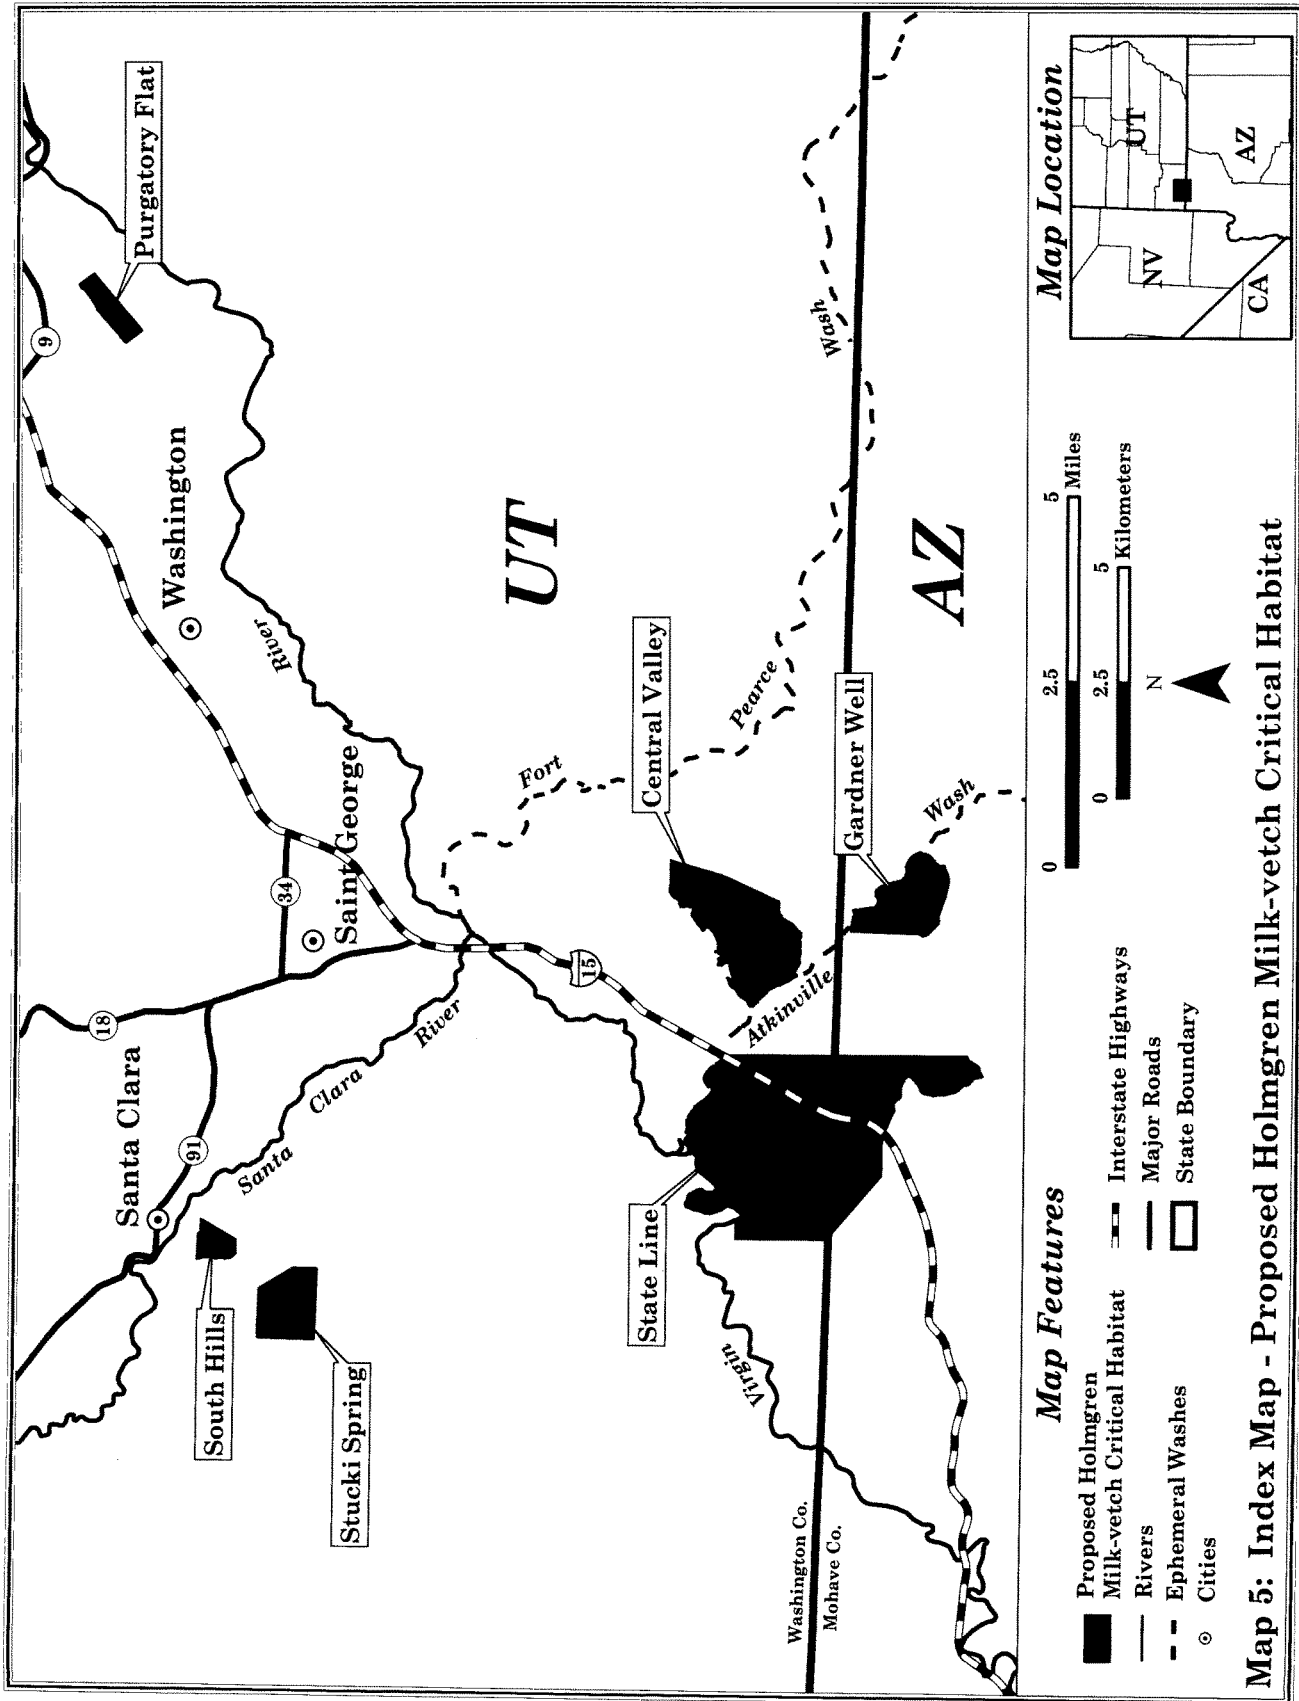 Purgatory Flat
9
Washington
River
Santa Clara
18
91
34
Saint George
South Hills
Stucki Spring
Santa
Clara
River
Fort
Pearce
Wash
15
UT
Central Valley
State Line
Virgin
Atkinville
Wash
Gardner Well
AZ
Washington Co.
Mohave Co.
Map Features
Proposed Holmgren
Milk-vetch Critical Habitat
Rivers
Ephemeral Washes
Cities
Interstate Highways
Major Roads
State Boundary
0
2.5
5
Miles
0
2.5
5
Kilometers
N
Map Location
NV
UT
CA
AZ
Map 5: Index Map - Proposed Holmgren Milk-vetch Critical Habitat